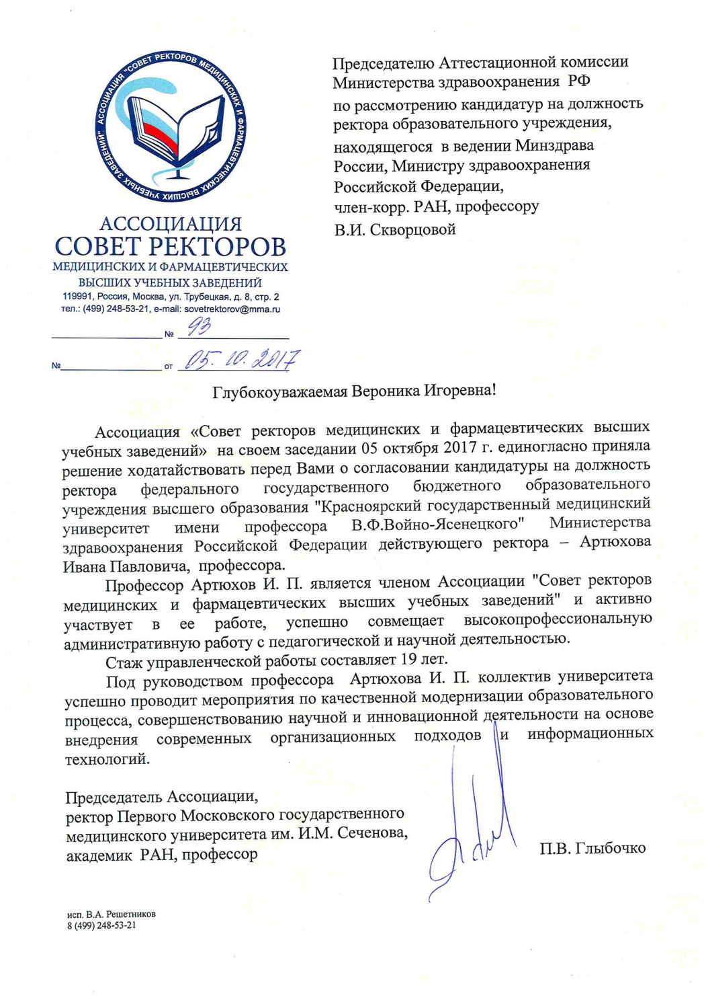 АССОЦИАЦИЯ "СОВЕТ РЕКТОРОВ МЕДИЦИНСКИХ И ФАРМАЦЕВТИЧЕСКИХ ВЫСШИХ УЧЕБНЫХ ЗАВЕДЕНИЙ"
АССОЦИАЦИЯ
СОВЕТ РЕКТОРОВ
МЕДИЦИНСКИХ И ФАРМАЦЕВТИЧЕСКИХ
ВЫСШИХ УЧЕБНЫХ ЗАВЕДЕНИЙ
119991, Россия, Москва, ул. Трубецкая, д. 8, стр. 2
тел.: (499) 248-53-21, e-mail: sovetrektorov@mma.ru
№ 93
№ от 05.10.2017
Председателю Аттестационной комиссии
Министерства здравоохранения РФ
по рассмотрению кандидатур на должность
ректора образовательного учреждения,
находящегося в ведении Минздрава
России, Министру здравоохранения
Российской Федерации,
член-корр. РАН, профессору
В.И. Скворцовой
Глубокоуважаемая Вероника Игоревна!
Ассоциация «Совет ректоров медицинских и фармацевтических высших
учебных заведений» на своем заседании 05 октября 2017 г. единогласно приняла
решение ходатайствовать перед Вами о согласовании кандидатуры на должность
ректора федерального государственного бюджетного образовательного
учреждения высшего образования "Красноярский государственный медицинский
университет имени профессора В.Ф.Войно-Ясенецкого" Министерства
здравоохранения Российской Федерации действующего ректора – Артюхова
Ивана Павловича, профессора.
Профессор Артюхов И. П. является членом Ассоциации "Совет ректоров
медицинских и фармацевтических высших учебных заведений" и активно
участвует в ее работе, успешно совмещает высокопрофессиональную
административную работу с педагогической и научной деятельностью.
Стаж управленческой работы составляет 19 лет.
Под руководством профессора Артюхова И. П. коллектив университета
успешно проводит мероприятия по качественной модернизации образовательного
процесса, совершенствованию научной и инновационной деятельности на основе
внедрения современных организационных подходов и информационных
технологий.
Председатель Ассоциации,
ректор Первого Московского государственного
медицинского университета им. И.М. Сеченова,
академик РАН, профессор
П.В. Глыбочко
исп. В.А. Решетников
8 (499) 248-53-21